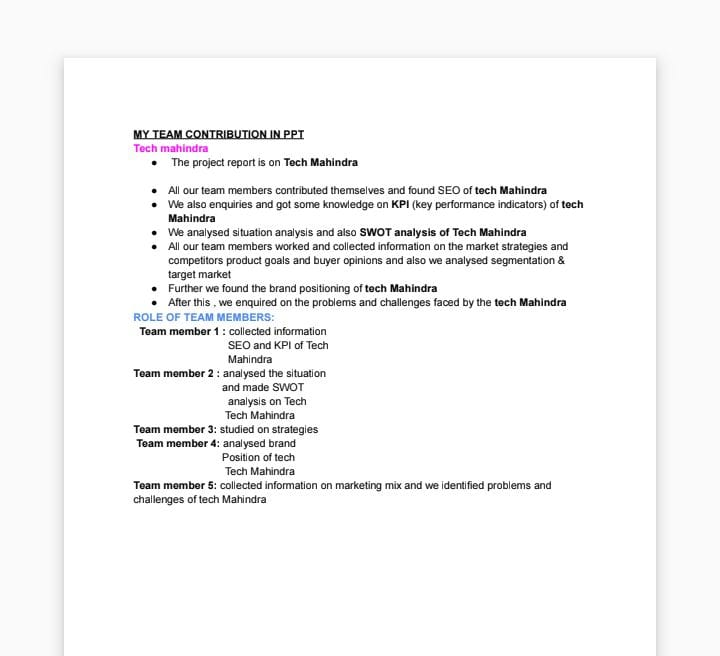 MY TEAM CONTRIBUTION IN PPT
Tech mahindra
● The project report is on Tech Mahindra
● All our team members contributed themselves and found SEO of tech Mahindra
● We also enquiries and got some knowledge on KPI (key performance indicators) of tech
Mahindra
● We analysed situation analysis and also SWOT analysis of Tech Mahindra
● All our team members worked and collected information on the market strategies and
competitors product goals and buyer opinions and also we analysed segmentation &
target market
● Further we found the brand positioning of tech Mahindra
● After this , we enquired on the problems and challenges faced by the tech Mahindra
ROLE OF TEAM MEMBERS:
Team member 1 : collected information
SEO and KPI of Tech
Mahindra
Team member 2 : analysed the situation
and made SWOT
analysis on Tech
Tech Mahindra
Team member 3: studied on strategies
Team member 4: analysed brand
Position of tech
Tech Mahindra
Team member 5: collected information on marketing mix and we identified problems and
challenges of tech Mahindra